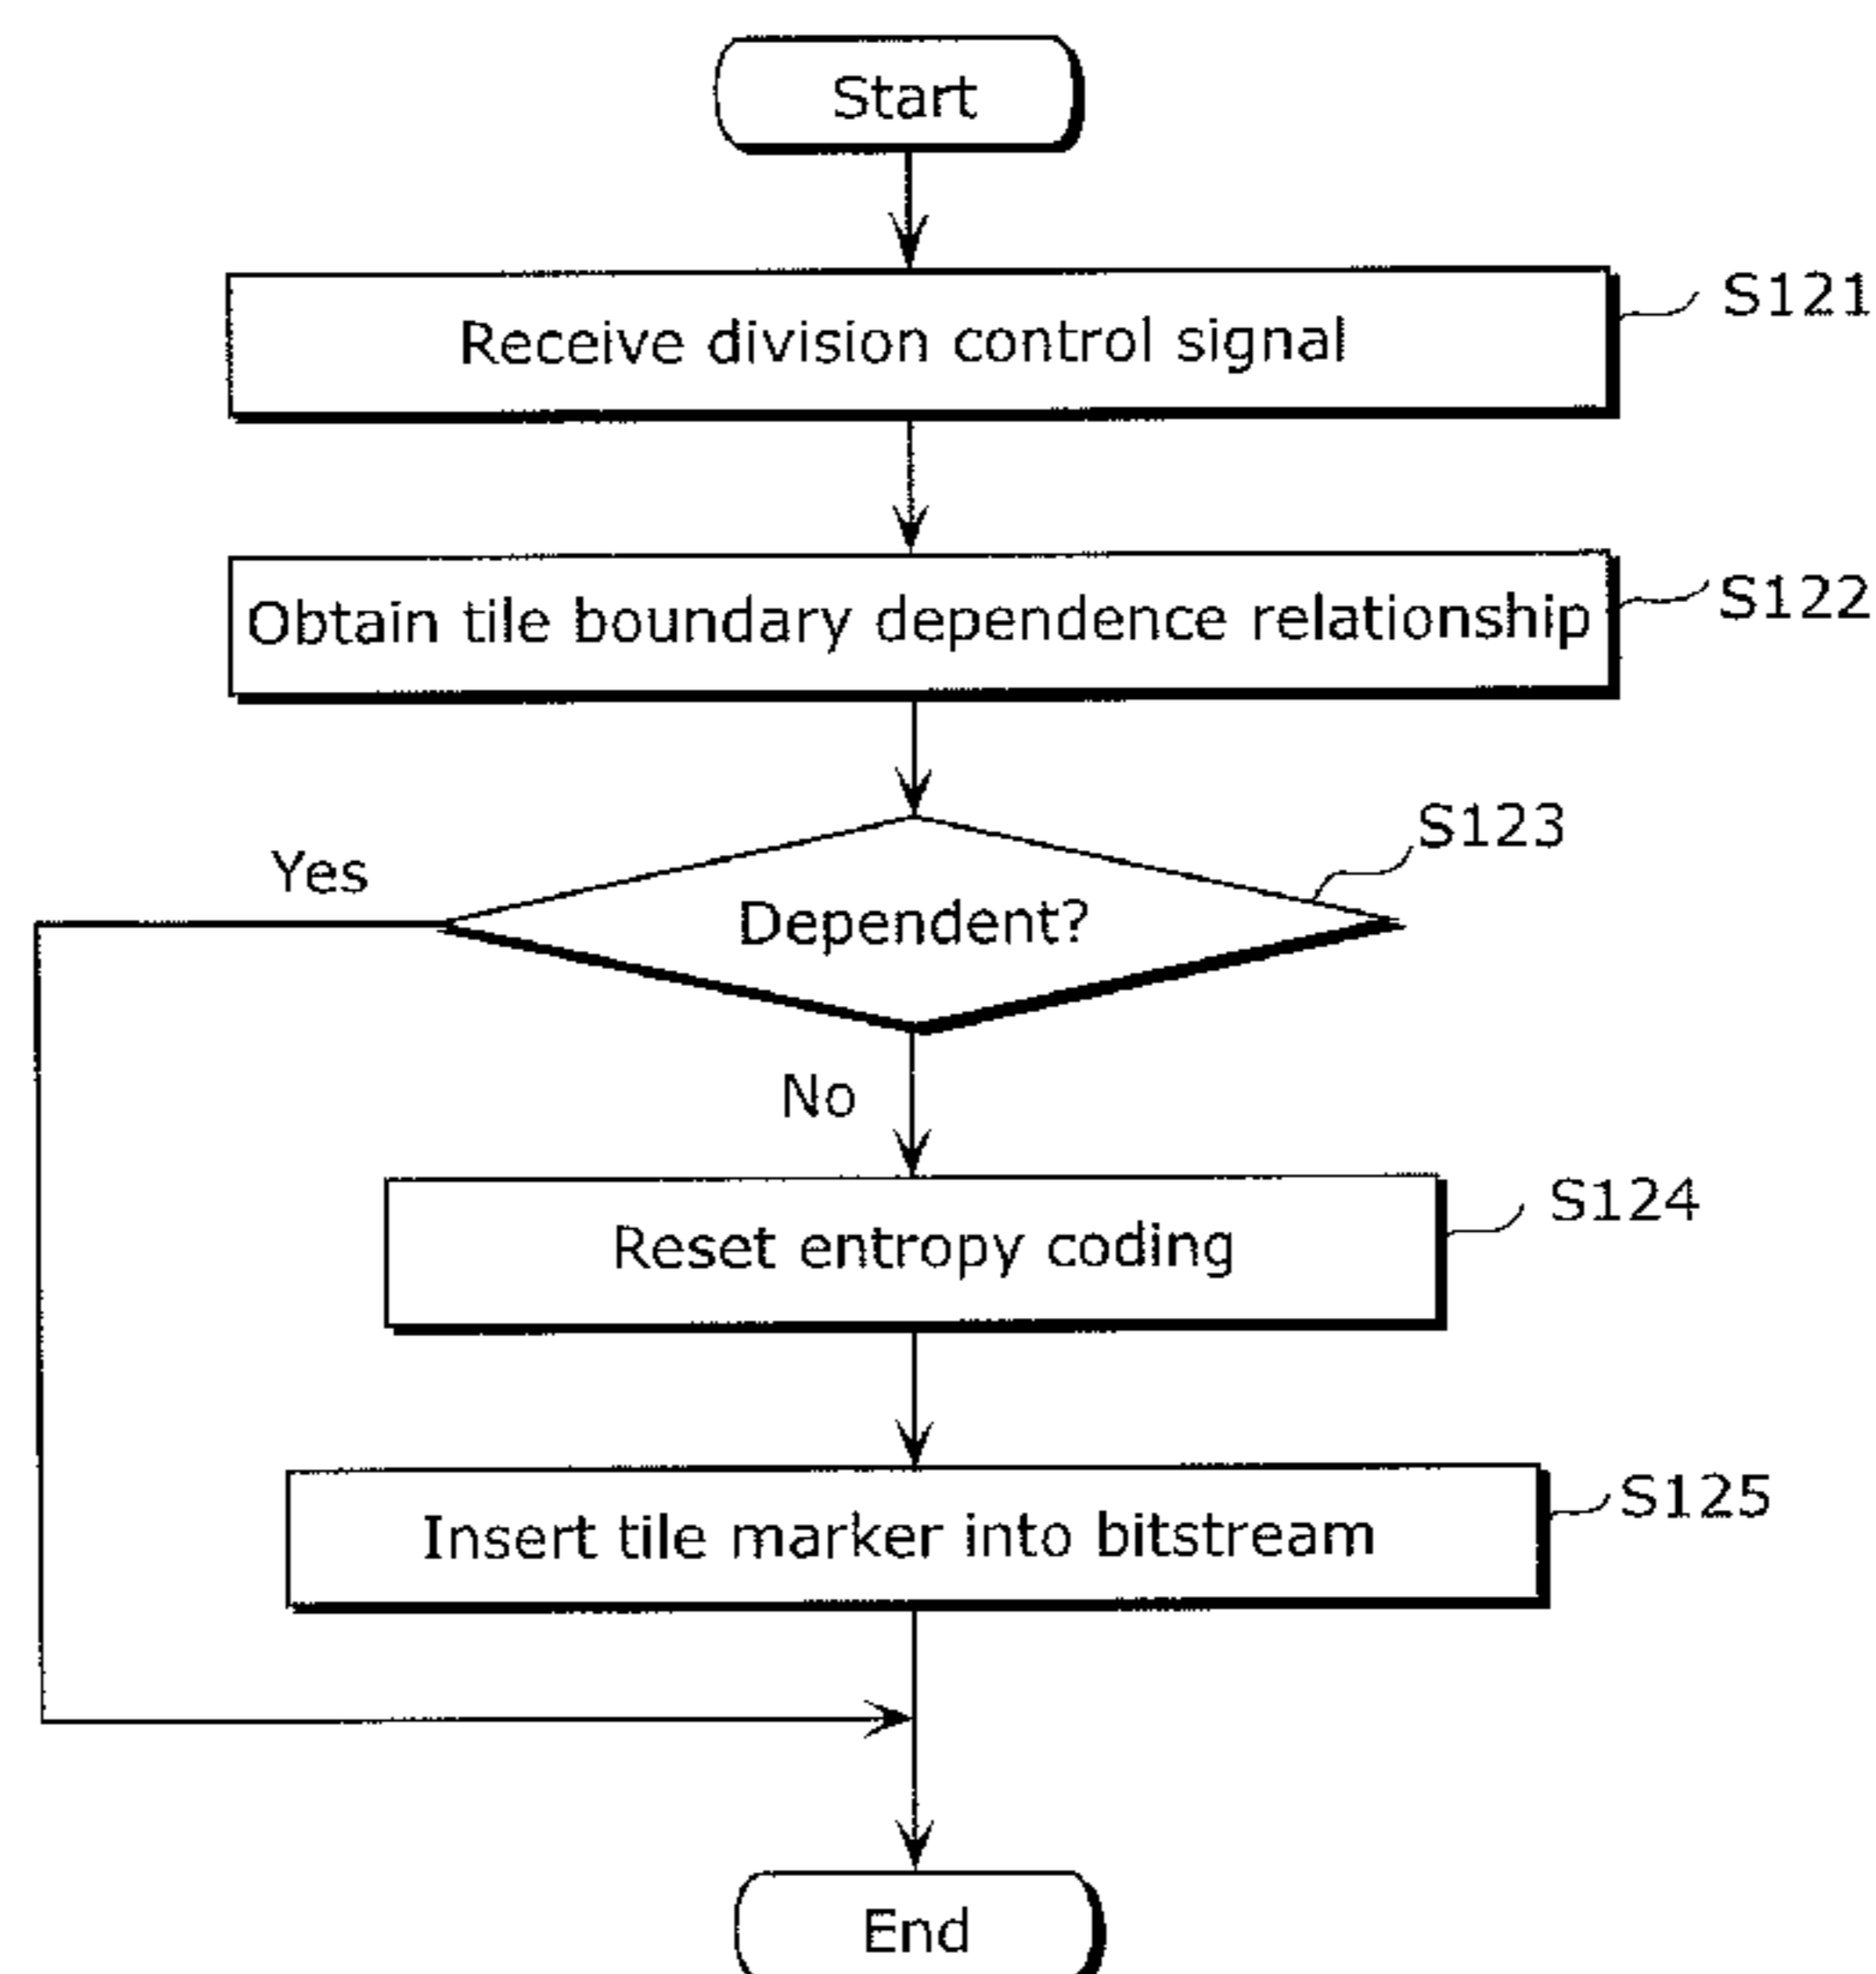 Start
Receive division control signal
S121
Obtain tile boundary dependence relationship
S122
S123
Yes
Dependent?
No
Reset entropy coding
S124
Insert tile marker into bitstream
S125
End